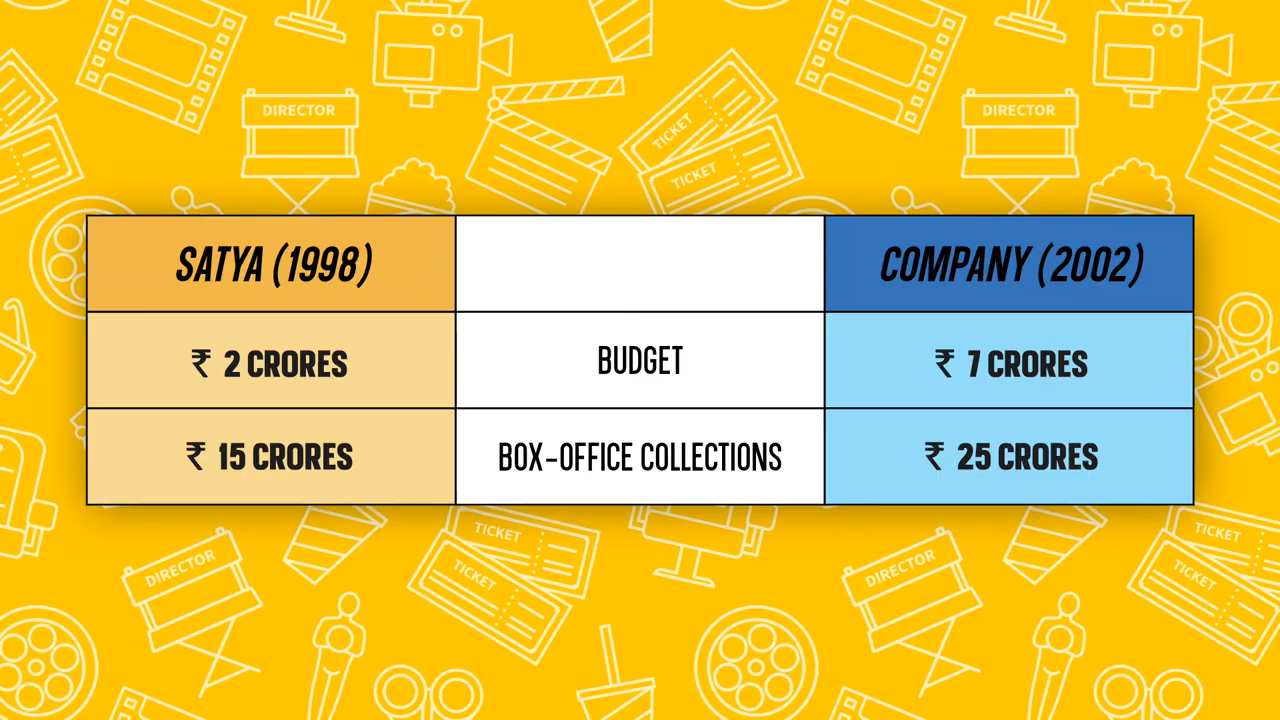 DIRECTOR
DIRECTOR
TICKET
TICKET
SATYA (1998)
COMPANY (2002)
₹ 2 CRORES
BUDGET
₹ 7 CRORES
₹ 15 CRORES
BOX-OFFICE COLLECTIONS
₹ 25 CRORES
TICKET
TICKET
DIRECTOR
TICKET
DIRECTOR
TICKET